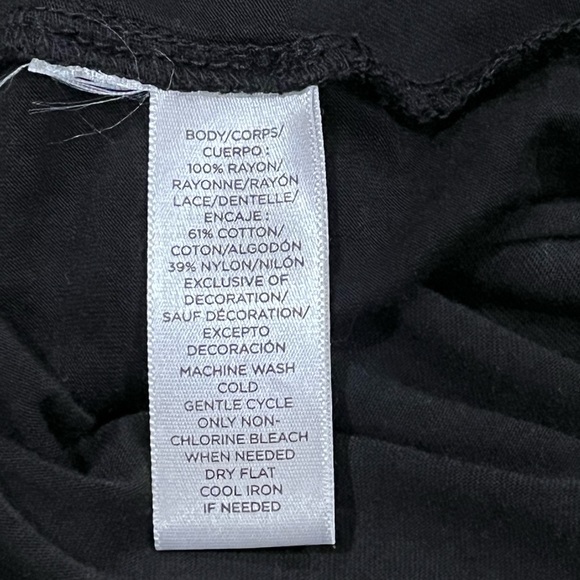 BODY/CORPS/
CUERPO :
100% RAYON/
RAYONNE/RAYÓN
LACE/DENTELLE/
ENCAJE :
61% COTTON/
COTON/ALGODÓN
39% NYLON/NILÓN
EXCLUSIVE OF
DECORATION/
SAUF DÉCORATION/
EXCEPTO
DECORACIÓN
MACHINE WASH
COLD
GENTLE CYCLE
ONLY NON-
CHLORINE BLEACH
WHEN NEEDED
DRY FLAT
COOL IRON
IF NEEDED